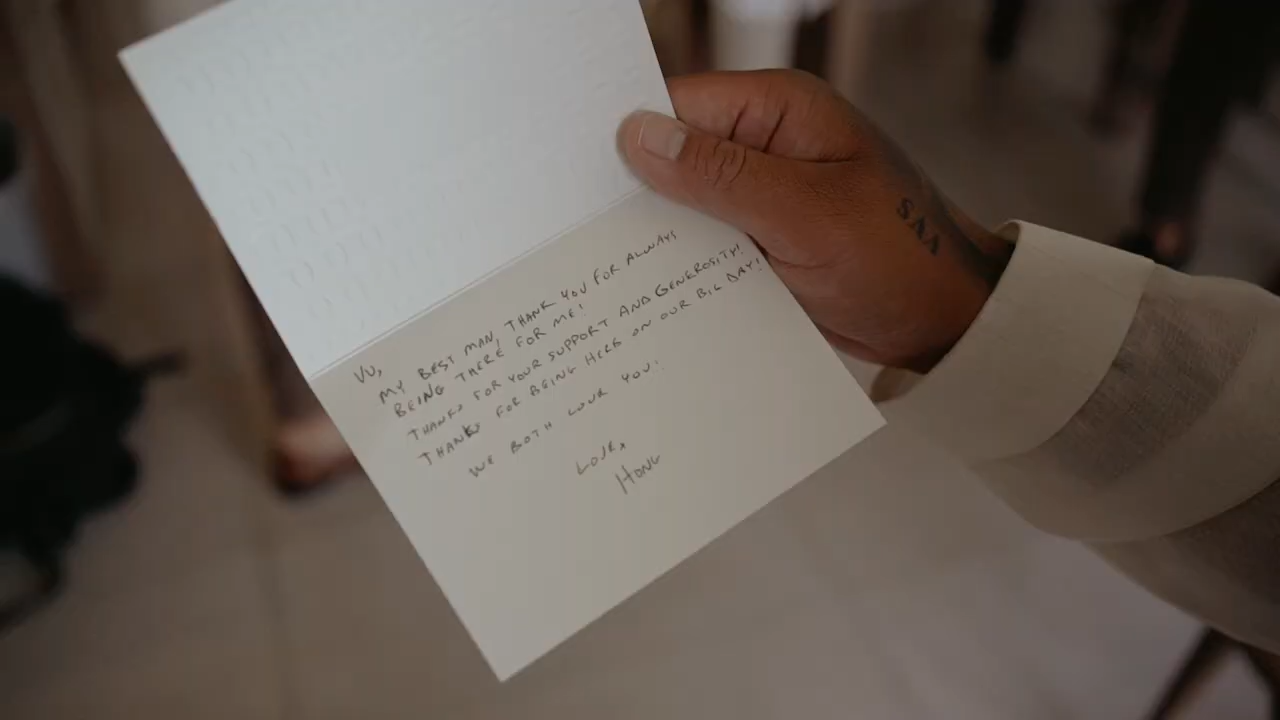 VU,
MY BEST MAN, THANK YOU FOR ALWAYS
BEING THERE FOR ME!
THANKS FOR YOUR SUPPORT AND GENEROSITY!
THANKS FOR BEING HERE ON OUR BIG DAY!
WE BOTH LOVE YOU!
LOVE,
HONG
SAA